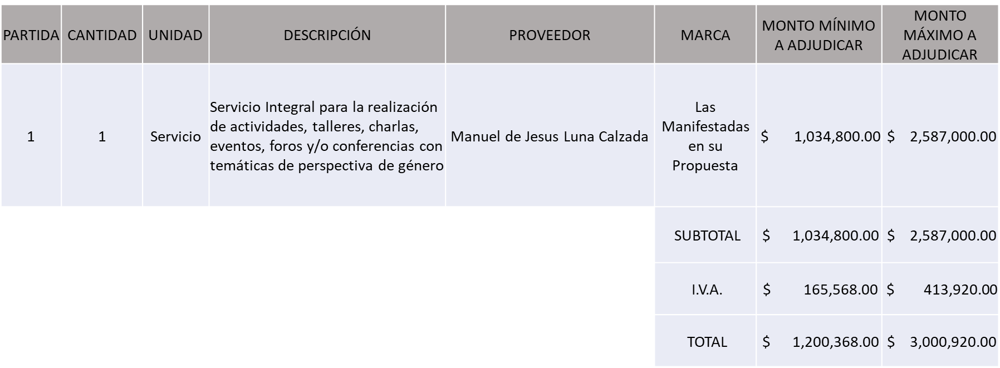 PARTIDA CANTIDAD UNIDAD DESCRIPCIÓN PROVEEDOR MARCA MONTO MÍNIMO
A ADJUDICAR MONTO
MÁXIMO A
ADJUDICAR
1 1 Servicio Servicio Integral para la realización
de actividades, talleres, charlas,
eventos, foros y/o conferencias con
temáticas de perspectiva de género Manuel de Jesus Luna Calzada Las
Manifestadas
en su
Propuesta $ 1,034,800.00 $ 2,587,000.00
SUBTOTAL $ 1,034,800.00 $ 2,587,000.00
I.V.A. $ 165,568.00 $ 413,920.00
TOTAL $ 1,200,368.00 $ 3,000,920.00